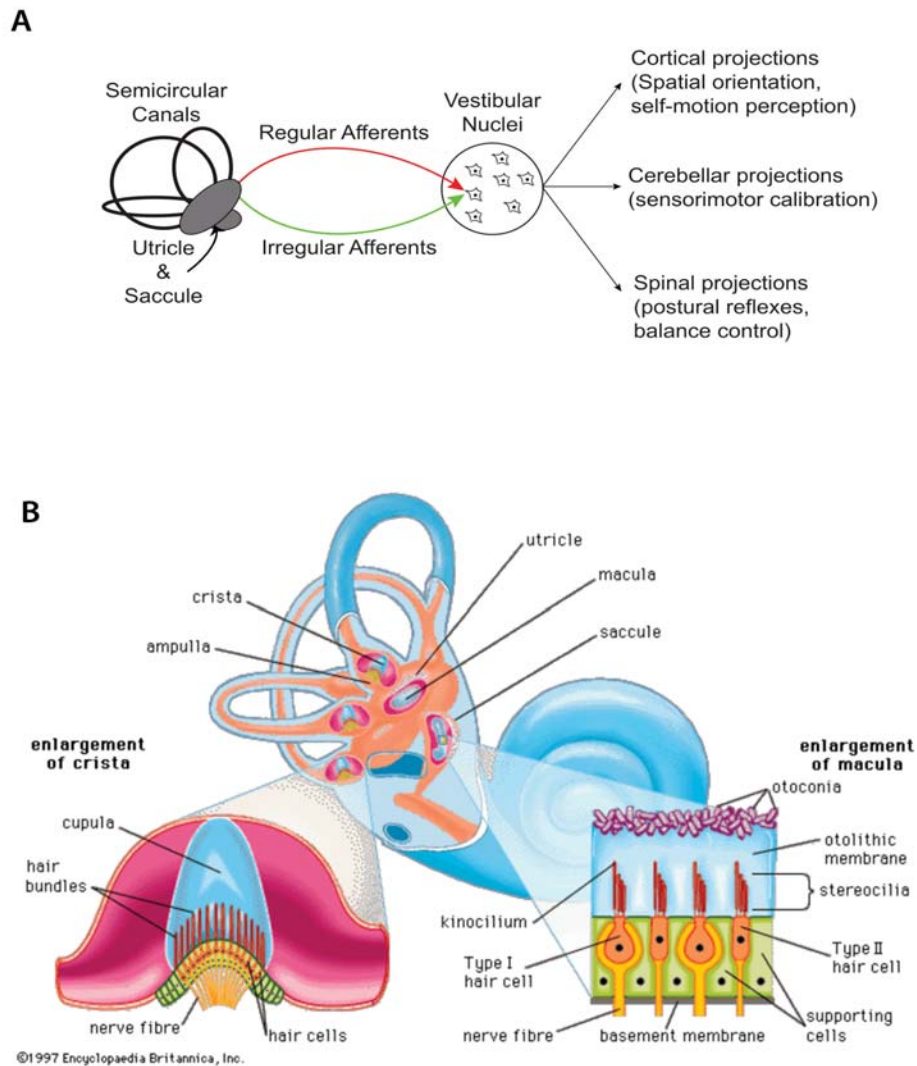 A
Semicircular
Canals
Regular Afferents
Irregular Afferents
Utricle
&
Saccule
Vestibular
Nuclei
Cortical projections
(Spatial orientation,
self-motion perception)
Cerebellar projections
(sensorimotor calibration)
Spinal projections
(postural reflexes,
balance control)
B
utricle
macula
saccule
crista
ampulla
enlargement
of crista
cupula
hair
bundles
nerve fibre
hair cells
enlargement
of macula
otoconia
otolithic
membrane
stereocilia
kinocilium
Type I
hair cell
Type II
hair cell
nerve fibre
basement membrane
supporting
cells
©1997 Encyclopaedia Britannica, Inc.